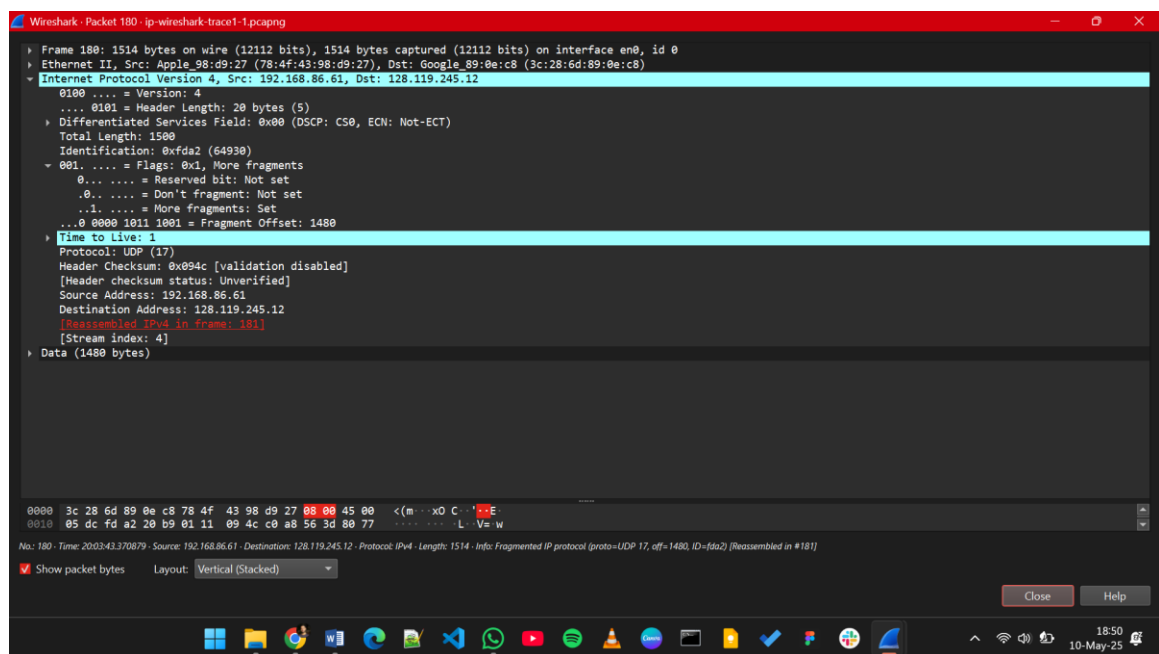 Wireshark · Packet 180 · ip-wireshark-trace1-1.pcapng
Frame 180: 1514 bytes on wire (12112 bits), 1514 bytes captured (12112 bits) on interface en0, id 0
Ethernet II, Src: Apple_98:d9:27 (78:4f:43:98:d9:27), Dst: Google_89:0e:c8 (3c:28:6d:89:0e:c8)
Internet Protocol Version 4, Src: 192.168.86.61, Dst: 128.119.245.12
0100 .... = Version: 4
.... 0101 = Header Length: 20 bytes (5)
Differentiated Services Field: 0x00 (DSCP: CS0, ECN: Not-ECT)
Total Length: 1500
Identification: 0xfda2 (64930)
001. .... = Flags: 0x1, More fragments
0... .... = Reserved bit: Not set
.0.. .... = Don't fragment: Not set
..1. .... = More fragments: Set
...0 0000 1011 1001 = Fragment Offset: 1480
Time to Live: 1
Protocol: UDP (17)
Header Checksum: 0x094c [validation disabled]
[Header checksum status: Unverified]
Source Address: 192.168.86.61
Destination Address: 128.119.245.12
[Reassembled IPv4 in frame: 181]
[Stream index: 4]
Data (1480 bytes)
0000 3c 28 6d 89 0e c8 78 4f 43 98 d9 27 08 00 45 00 <(m···xO C··'··E·
0010 05 dc fd a2 20 b9 01 11 09 4c c0 a8 56 3d 80 77 ···· ··· ·L··V=·w
No.: 180 · Time: 20:03:43.370879 · Source: 192.168.86.61 · Destination: 128.119.245.12 · Protocol: IPv4 · Length: 1514 · Info: Fragmented IP protocol (proto=UDP 17, off=1480, ID=fda2) [Reassembled in #181]
Show packet bytes Layout: Vertical (Stacked)
Close Help
18:50
10-May-25